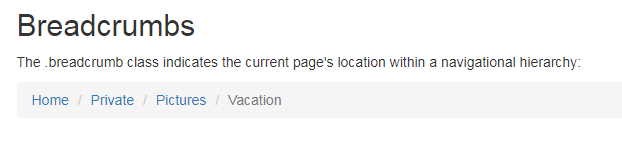 Breadcrumbs
The .breadcrumb class indicates the current page's location within a navigational hierarchy:
Home / Private / Pictures / Vacation